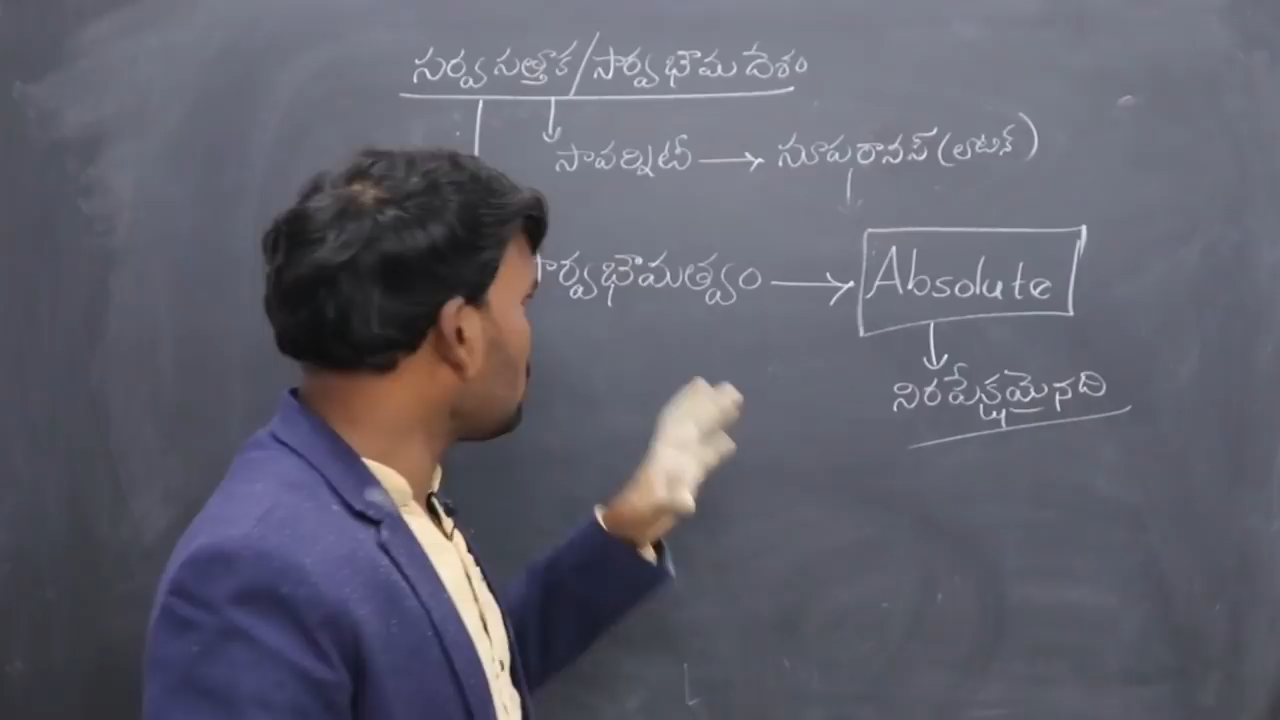 సర్వసత్తాక/సార్వభౌమ దేశం
సావర్నిటీ → సూపరానస్ (లాటిన్)
సార్వభౌమత్వం → Absolute
నిరపేక్షమైనది